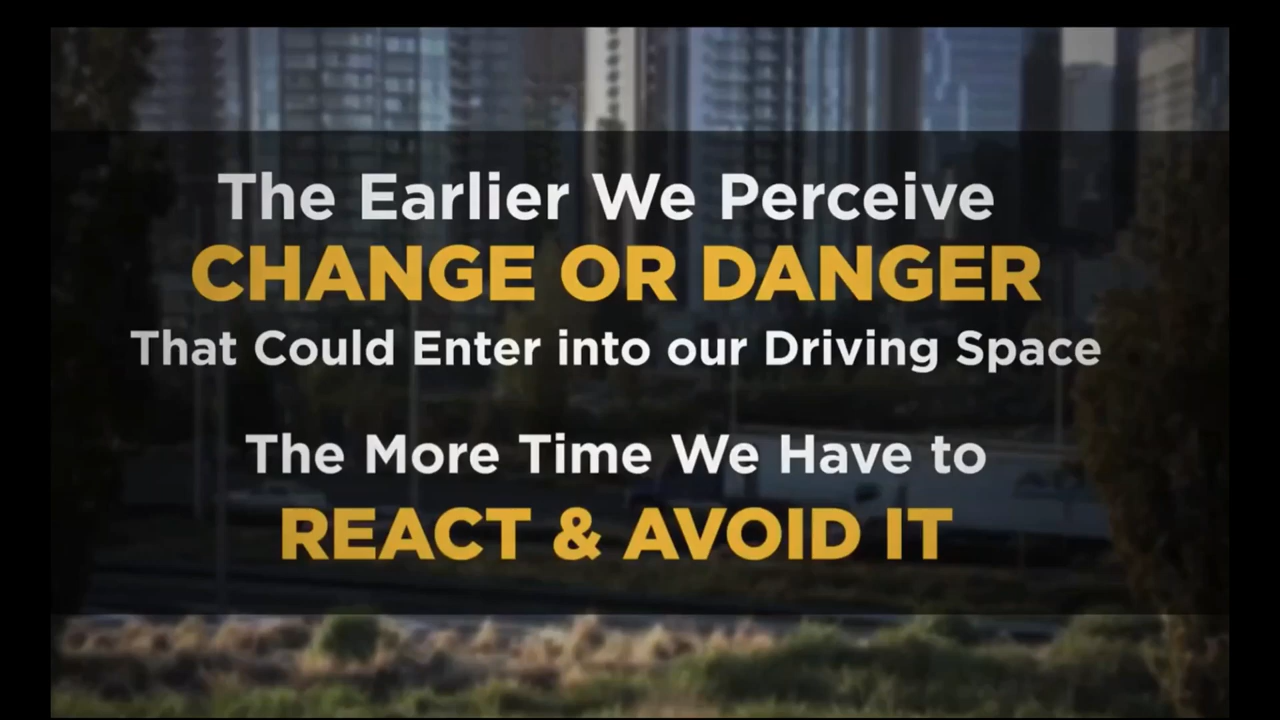 The Earlier We Perceive
CHANGE OR DANGER
That Could Enter into our Driving Space
The More Time We Have to
REACT & AVOID IT